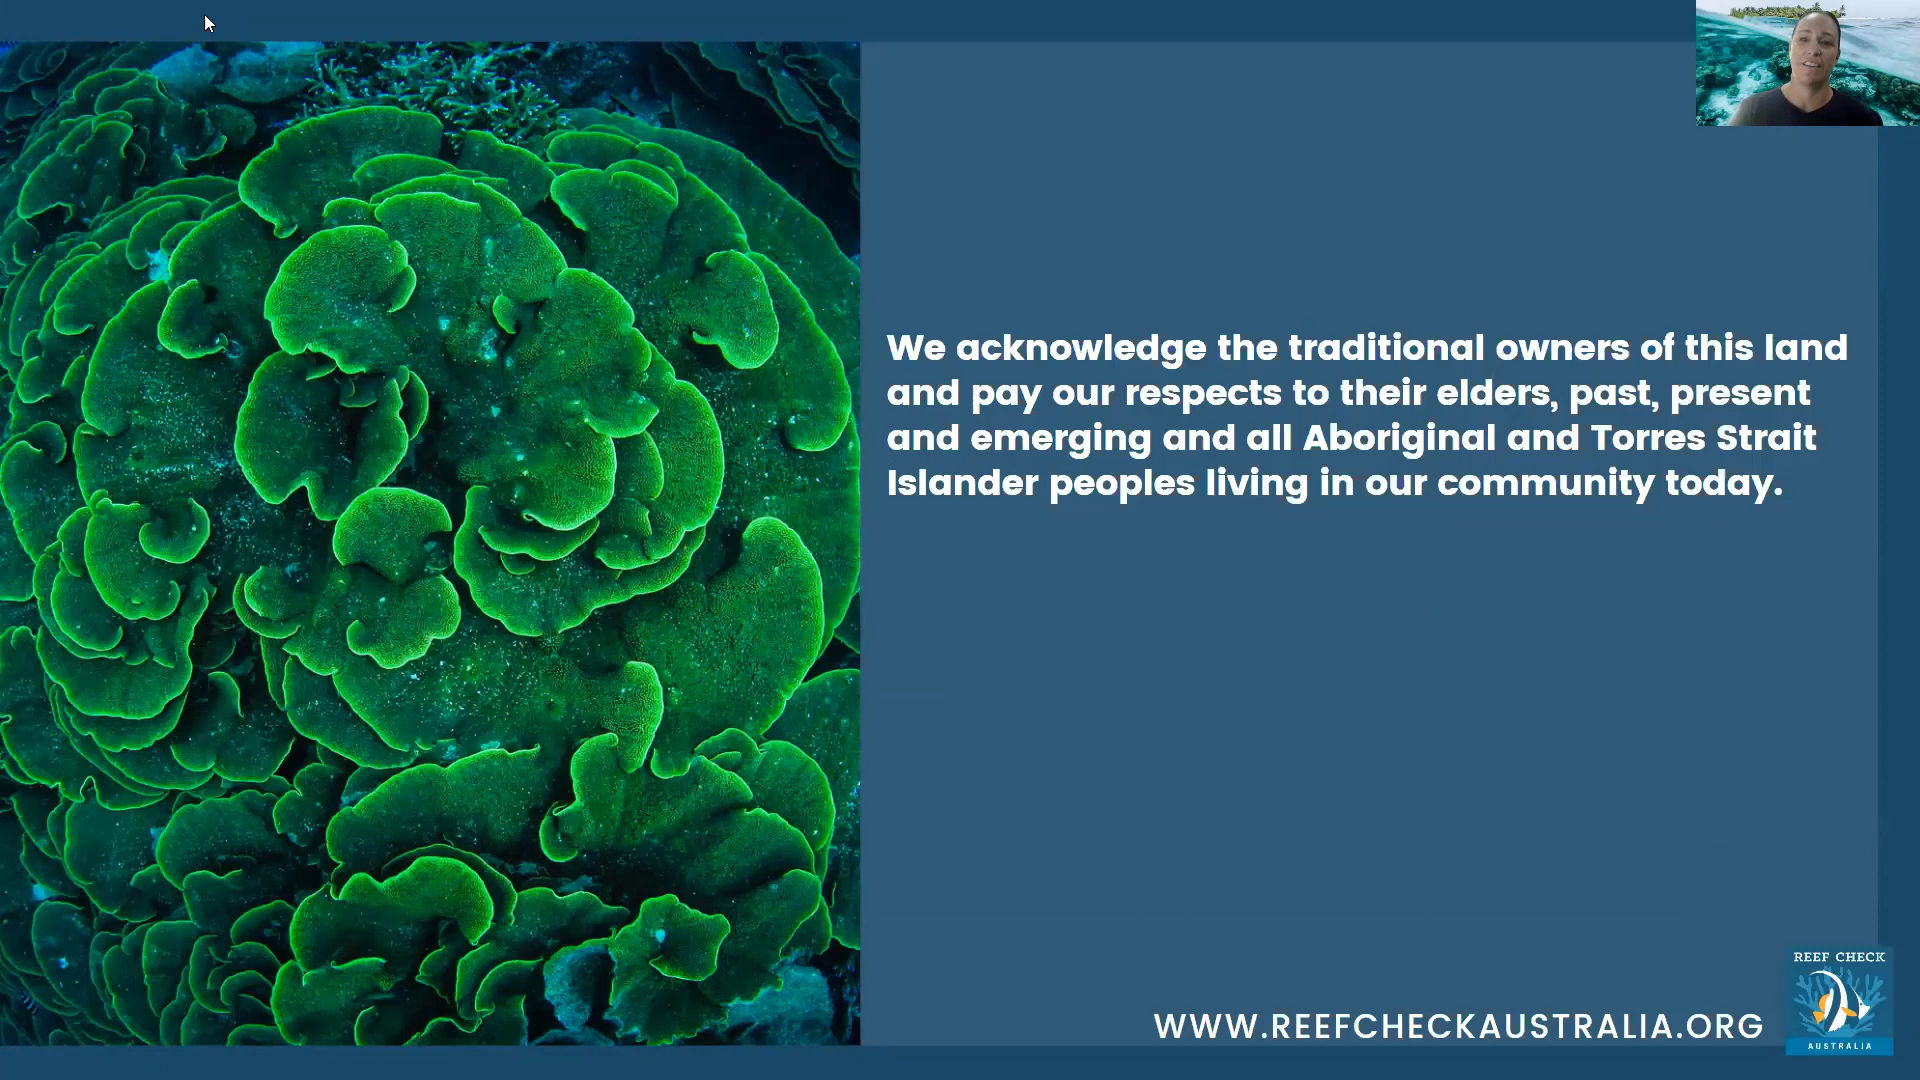 We acknowledge the traditional owners of this land
and pay our respects to their elders, past, present
and emerging and all Aboriginal and Torres Strait
Islander peoples living in our community today.
WWW.REEFCHECKAUSTRALIA.ORG
REEF CHECK
AUSTRALIA